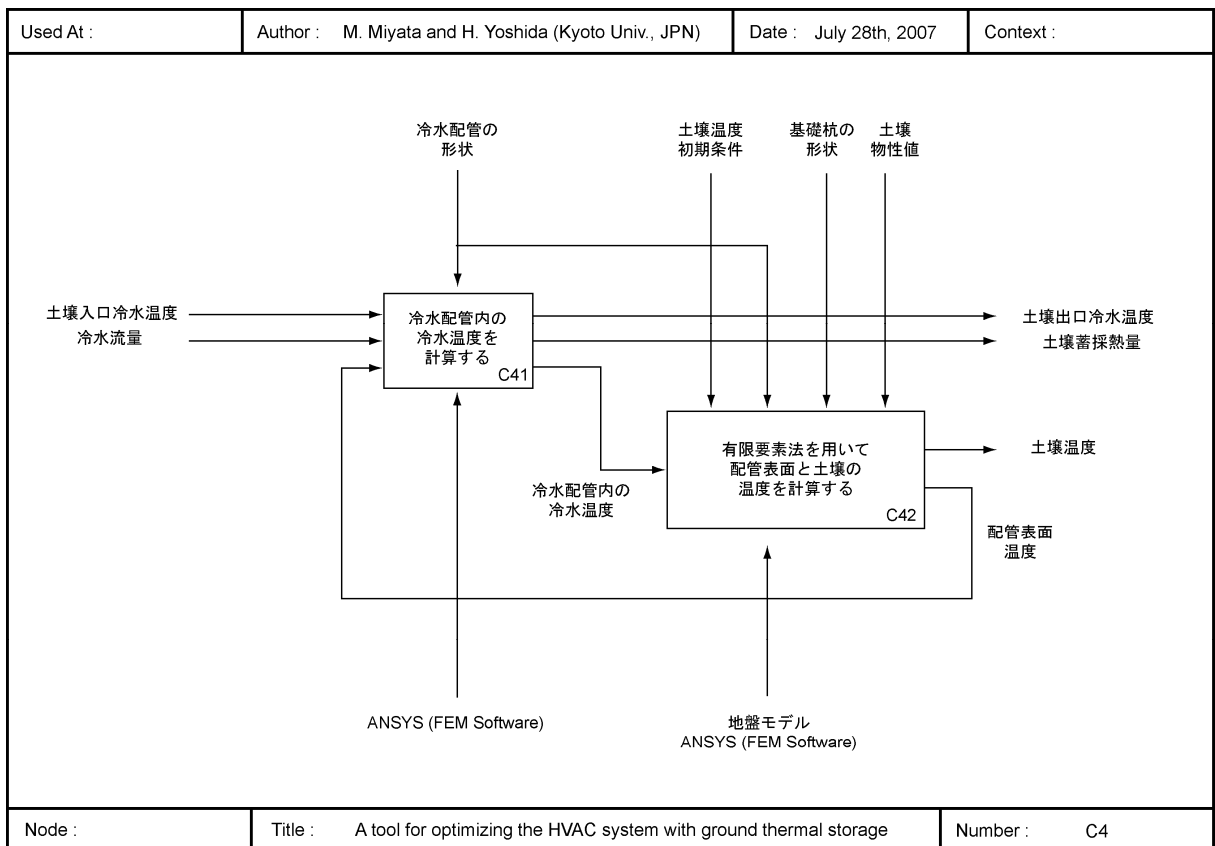 Used At :
Author : M. Miyata and H. Yoshida (Kyoto Univ., JPN)
Date : July 28th, 2007
Context :
冷水配管の
形状
土壌温度
初期条件
基礎杭の
形状
土壌
物性値
土壌入口冷水温度
冷水流量
冷水配管内の
冷水温度を
計算する
C41
土壌出口冷水温度
土壌蓄採熱量
冷水配管内の
冷水温度
有限要素法を用いて
配管表面と土壌の
温度を計算する
C42
土壌温度
配管表面
温度
ANSYS (FEM Software)
地盤モデル
ANSYS (FEM Software)
Node :
Title : A tool for optimizing the HVAC system with ground thermal storage
Number : C4